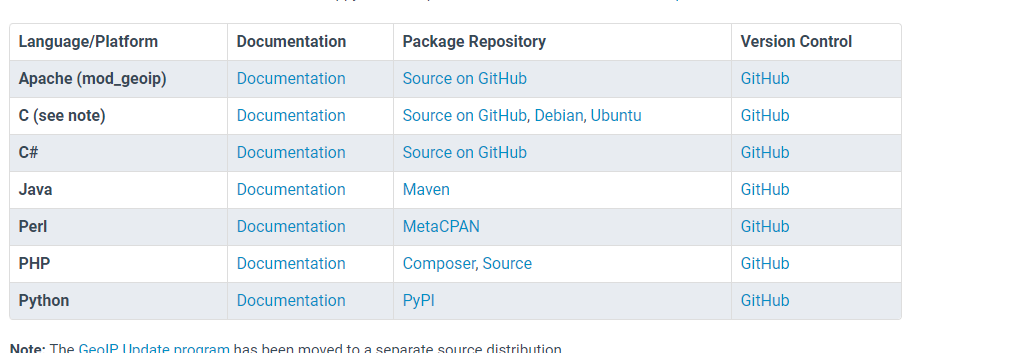 Language/Platform Documentation Package Repository Version Control
Apache (mod_geoip) Documentation Source on GitHub GitHub
C (see note) Documentation Source on GitHub, Debian, Ubuntu GitHub
C# Documentation Source on GitHub GitHub
Java Documentation Maven GitHub
Perl Documentation MetaCPAN GitHub
PHP Documentation Composer, Source GitHub
Python Documentation PyPI GitHub
Note: The GeoIP Update program has been moved to a separate source distribution.